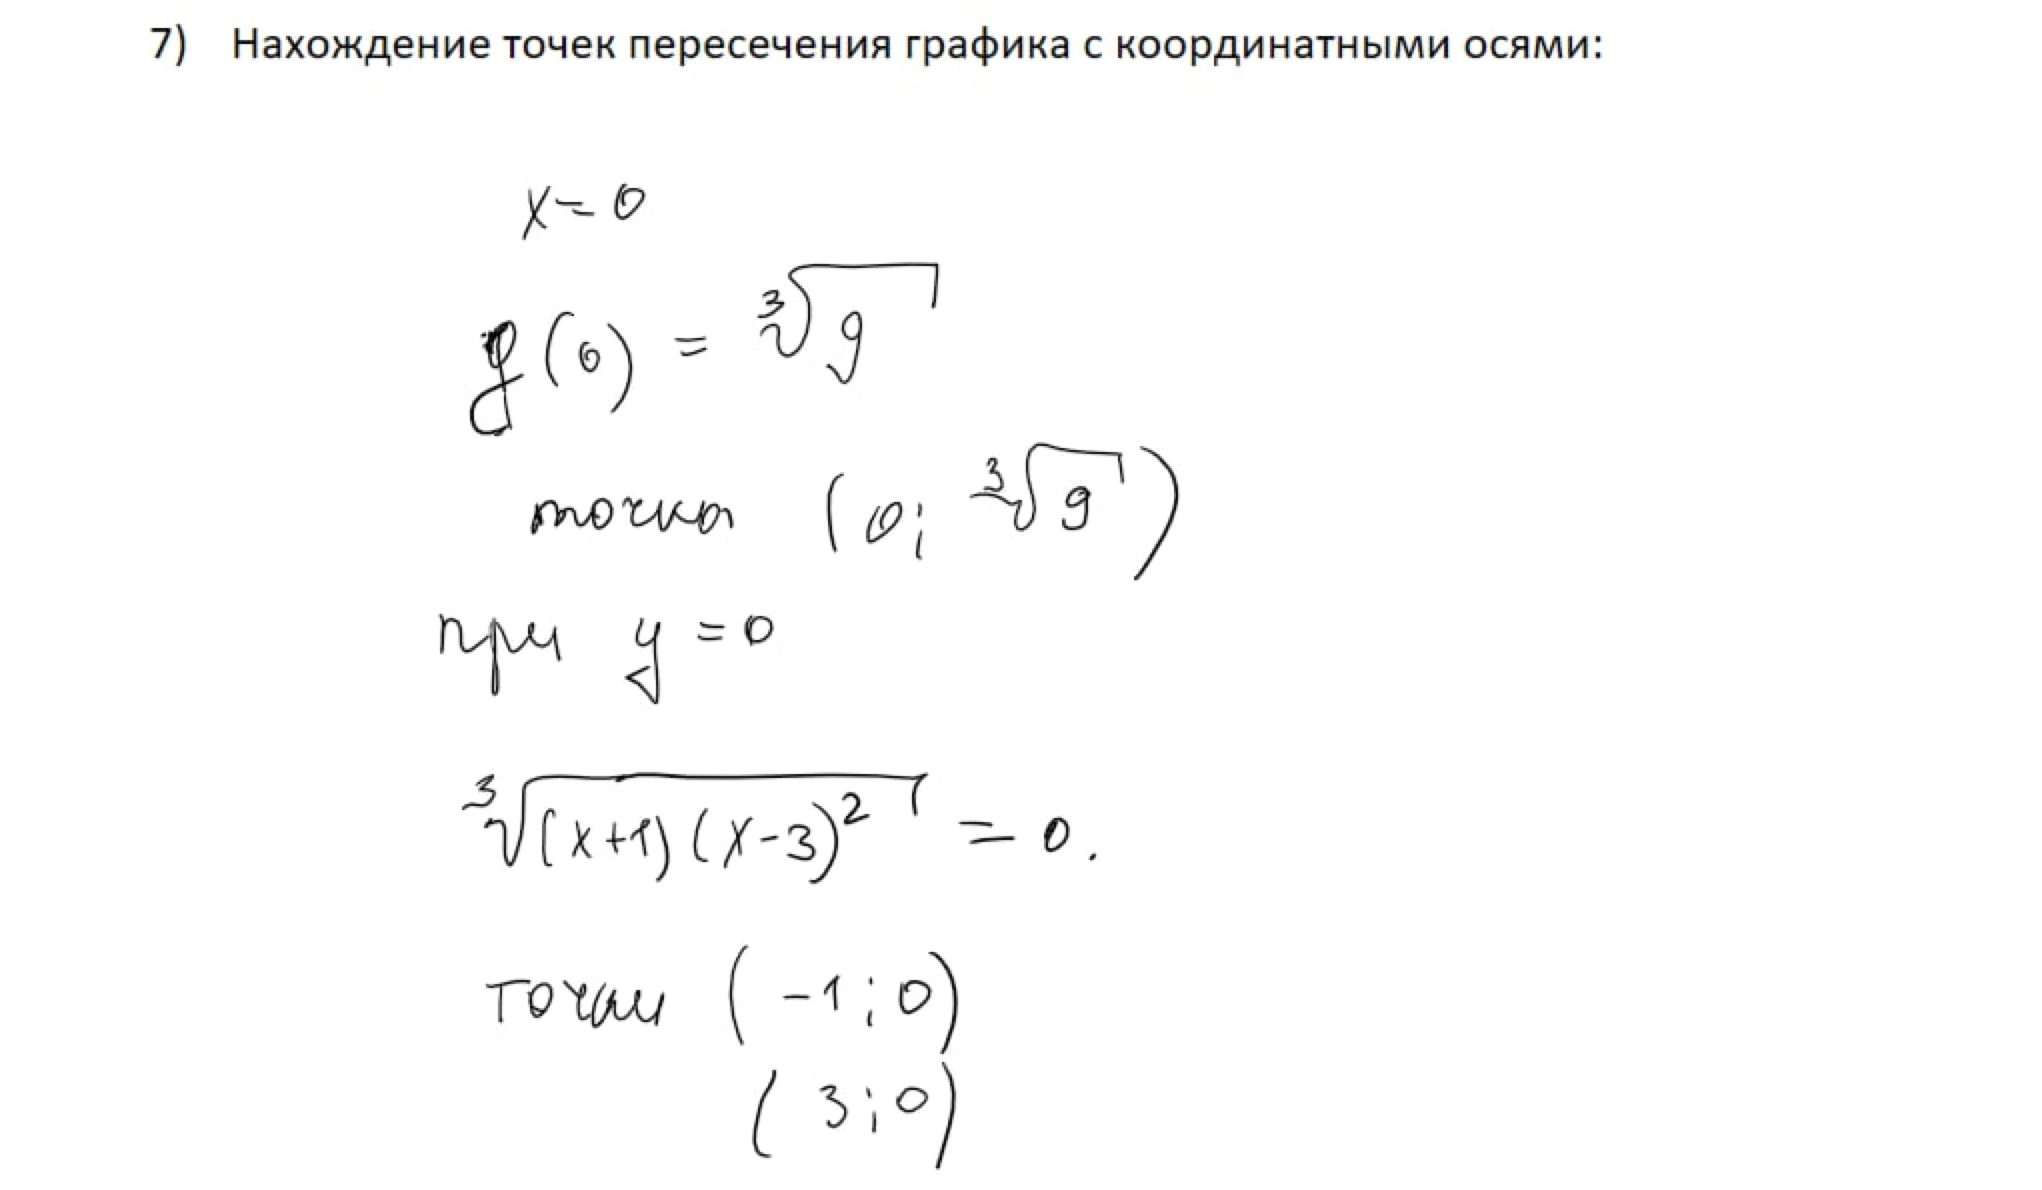 7) Нахождение точек пересечения графика с координатными осями:
x = 0
y(0) = ∛9
точка (0; ∛9)
при y = 0
∛((x+1)(x-3)²) = 0.
точки (-1; 0)
(3; 0)